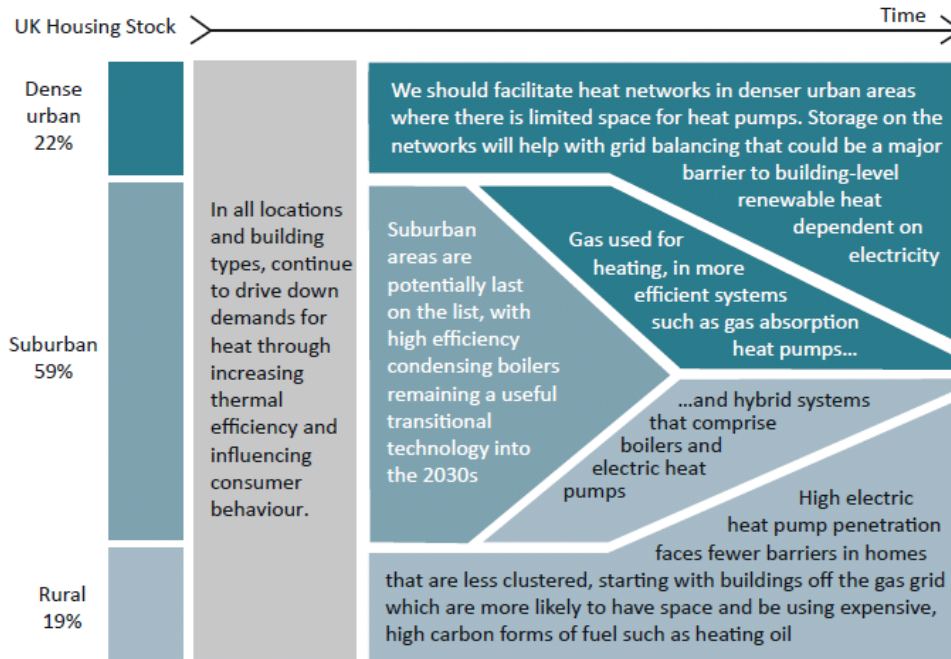 UK Housing Stock
Time
Dense
urban
22%
Suburban
59%
Rural
19%
In all locations
and building
types, continue
to drive down
demands for
heat through
increasing
thermal
efficiency and
influencing
consumer
behaviour.
We should facilitate heat networks in denser urban areas
where there is limited space for heat pumps. Storage on the
networks will help with grid balancing that could be a major
barrier to building-level
renewable heat
dependent on
electricity
Suburban
areas are
potentially last
on the list, with
high efficiency
condensing boilers
remaining a useful
transitional
technology into
the 2030s
Gas used for
heating, in more
efficient systems
such as gas absorption
heat pumps...
...and hybrid systems
that comprise
boilers and
electric heat
pumps
High electric
heat pump penetration
faces fewer barriers in homes
that are less clustered, starting with buildings off the gas grid
which are more likely to have space and be using expensive,
high carbon forms of fuel such as heating oil